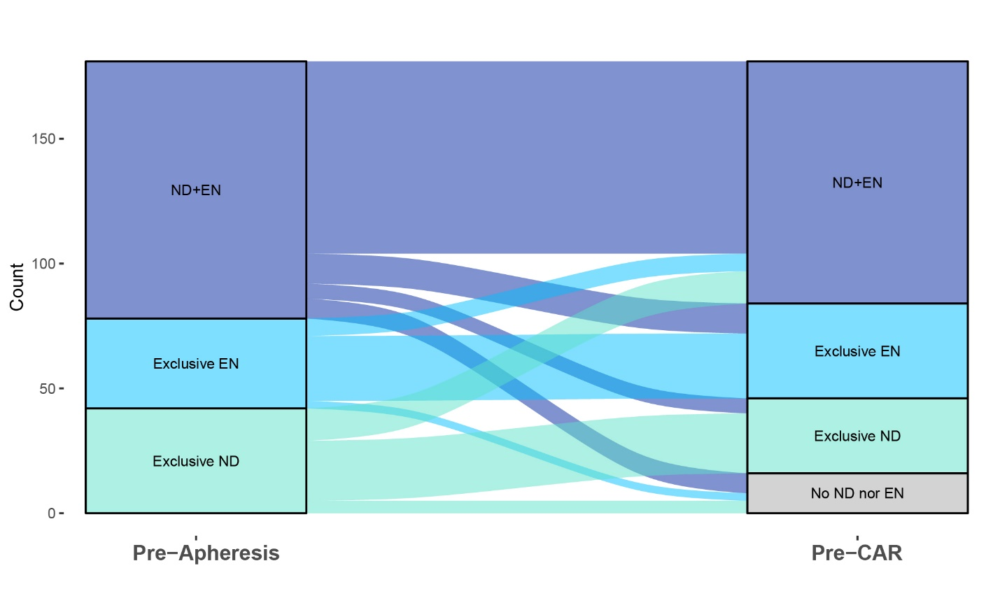 Count
150
100
50
0
ND+EN
Exclusive EN
Exclusive ND
ND+EN
Exclusive EN
Exclusive ND
No ND nor EN
Pre−Apheresis
Pre−CAR